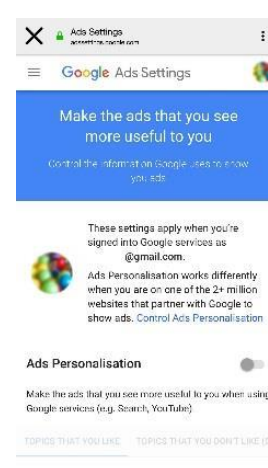 Ads Settings
adssettings.google.com
Google Ads Settings
Make the ads that you see
more useful to you
Control the information Google uses to show
you ads
These settings apply when you're
signed into Google services as
@gmail.com.
Ads Personalisation works differently
when you are on one of the 2+ million
websites that partner with Google to
show ads. Control Ads Personalisation
Ads Personalisation
Make the ads that you see more useful to you when using
Google services (e.g. Search, YouTube)
TOPICS THAT YOU LIKE TOPICS THAT YOU DON'T LIKE